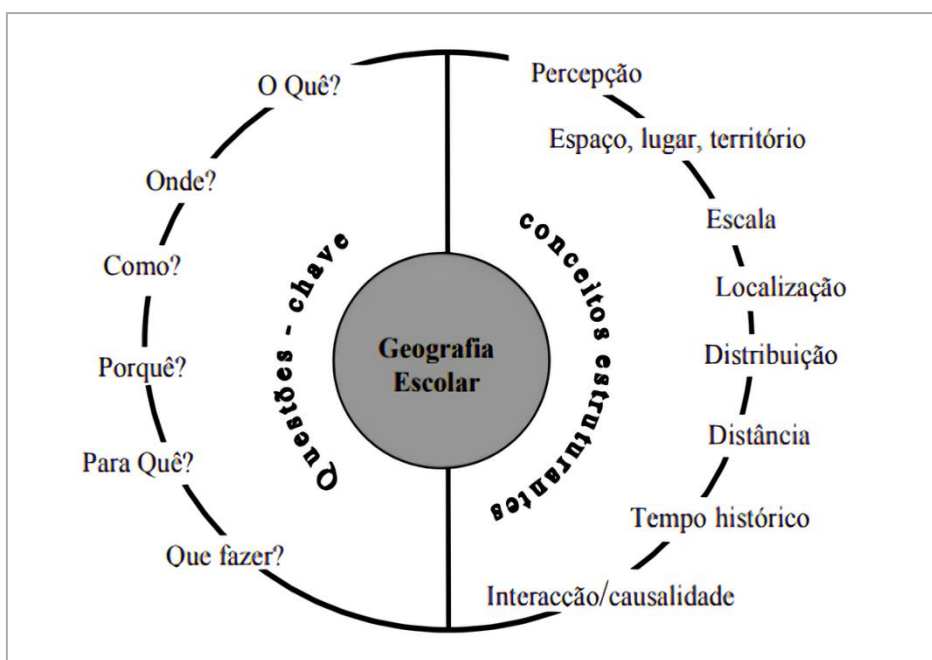 O Quê?
Onde?
Como?
Porquê?
Para Quê?
Que fazer?
Questões - chave
Geografia
Escolar
conceitos estruturantes
Percepção
Espaço, lugar, território
Escala
Localização
Distribuição
Distância
Tempo histórico
Interacção/causalidade